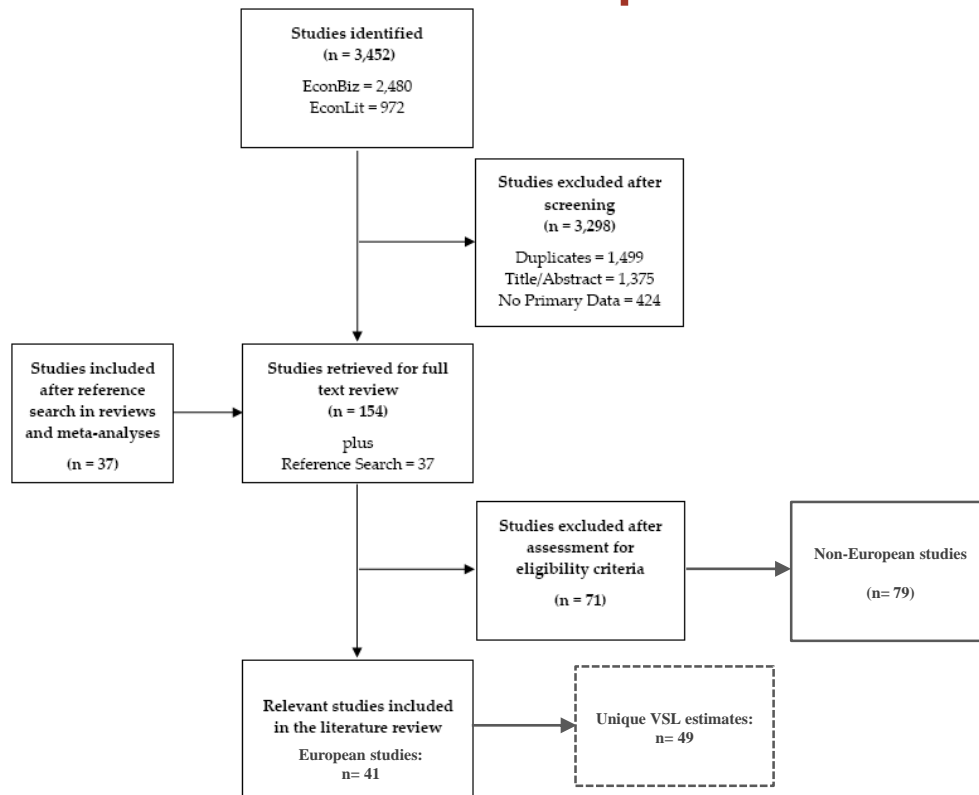 Studies identified
(n = 3,452)
EconBiz = 2,480
EconLit = 972
Studies excluded after
screening
(n = 3,298)
Duplicates = 1,499
Title/Abstract = 1,375
No Primary Data = 424
Studies included
after reference
search in reviews
and meta-analyses
(n = 37)
Studies retrieved for full
text review
(n = 154)
plus
Reference Search = 37
Studies excluded after
assessment for
eligibility criteria
(n = 71)
Non-European studies
(n= 79)
Relevant studies included
in the literature review
European studies:
n= 41
Unique VSL estimates:
n= 49